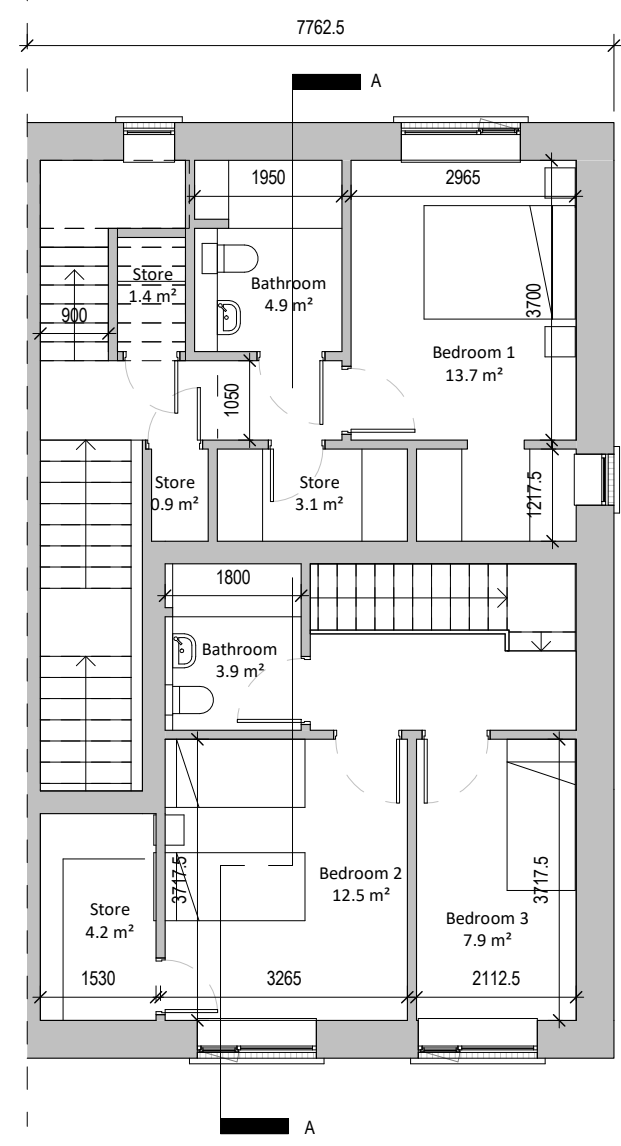 7762.5
A
1950
2965
Store
1.4 m²
Bathroom
4.9 m²
900
3700
Bedroom 1
13.7 m²
1050
Store
0.9 m²
Store
3.1 m²
1217.5
1800
Bathroom
3.9 m²
3717.5
Bedroom 2
12.5 m²
3717.5
Store
4.2 m²
Bedroom 3
7.9 m²
1530
3265
2112.5
A